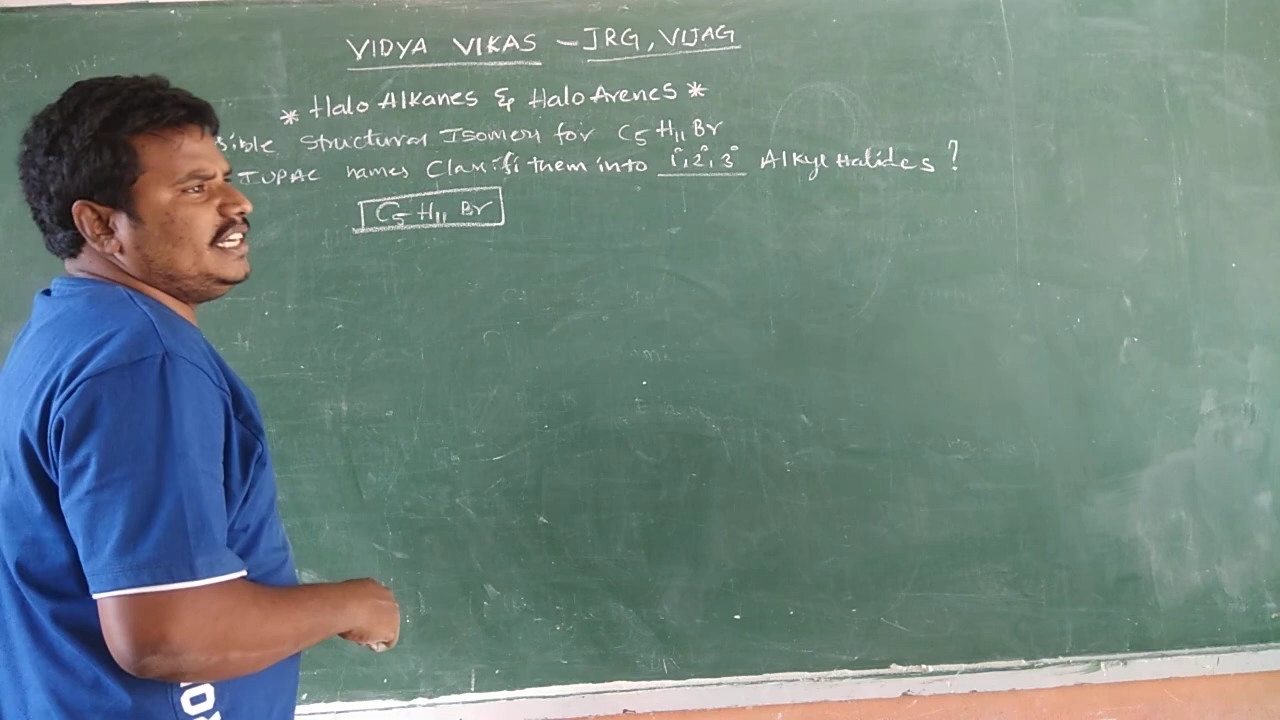 VIDYA VIKAS - JRG, VIJAG
* Halo Alkanes & Halo Arenes *
sible Structural Isomers for C5 H11 Br
IUPAC names Classifi them into 1°, 2°, 3° Alkyl Halides ?
C5 H11 Br